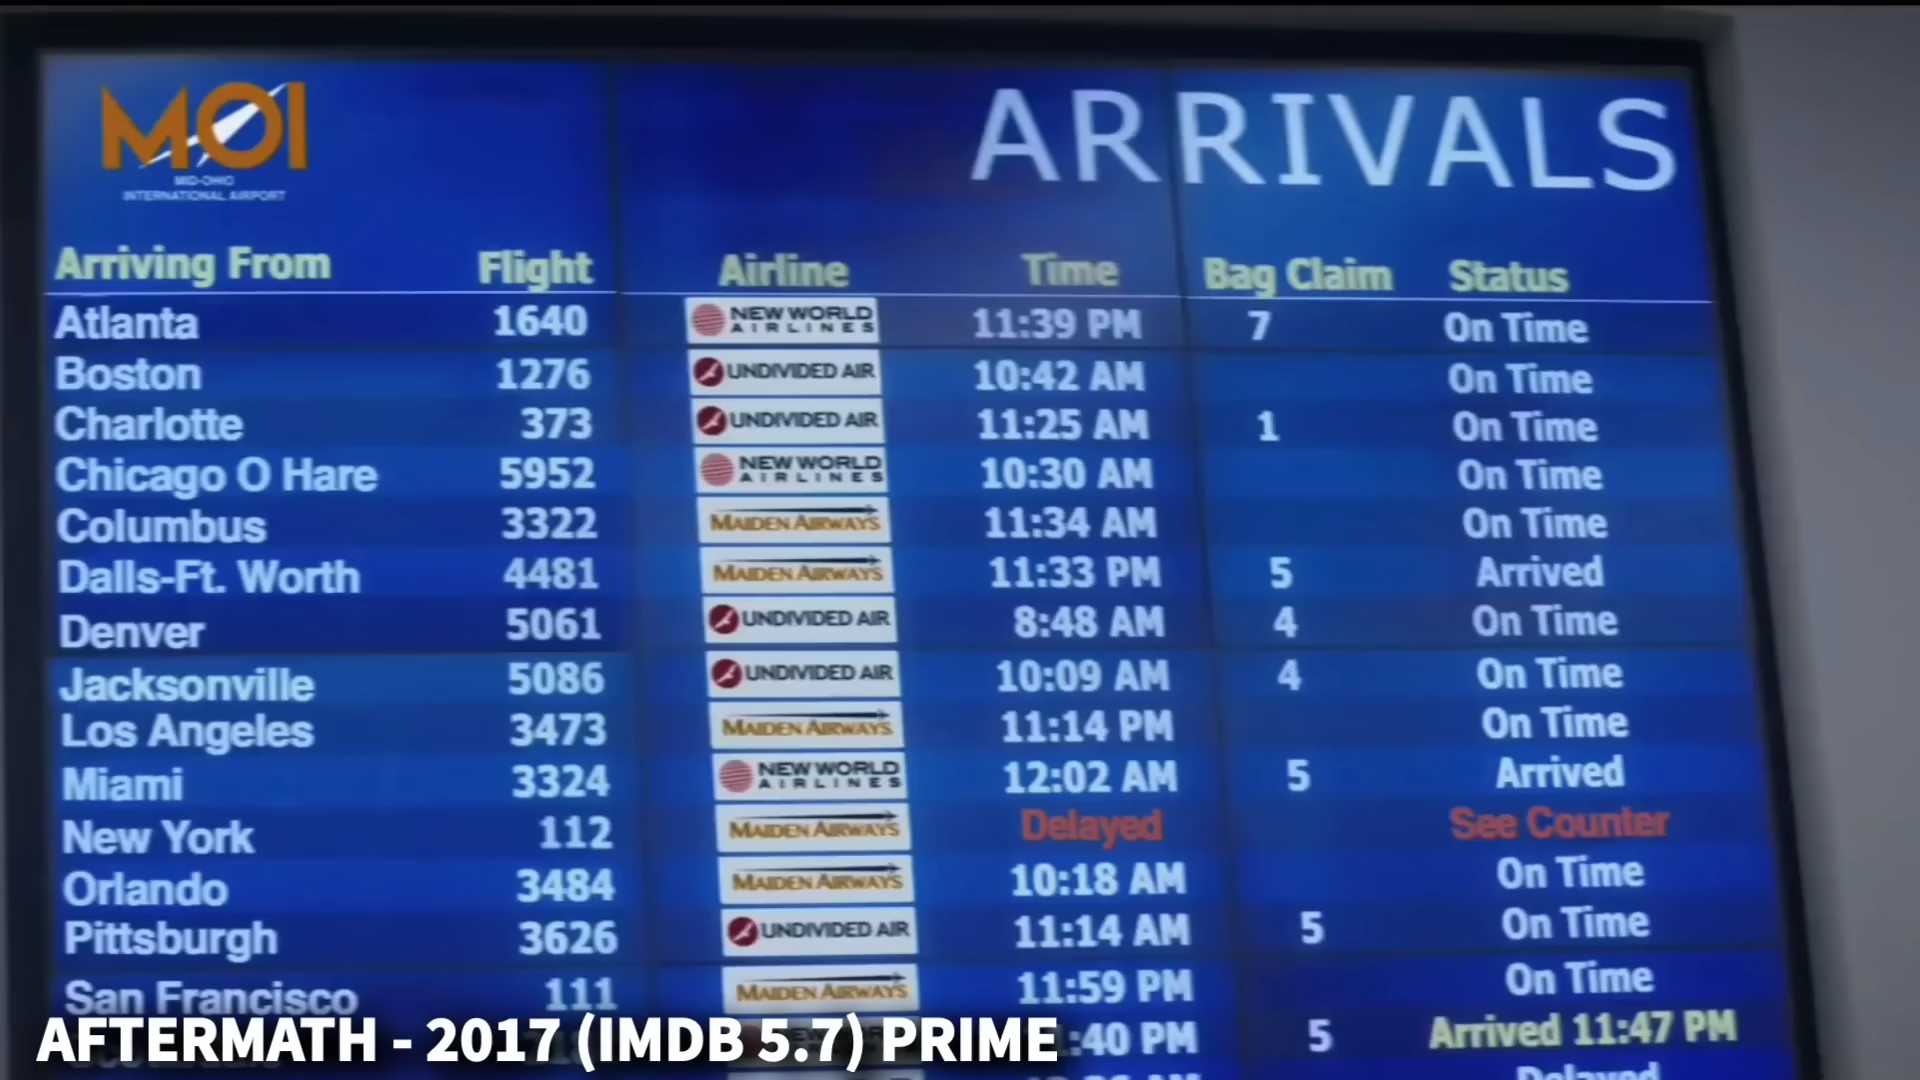 MOI
MID-OHIO
INTERNATIONAL AIRPORT
ARRIVALS
Arriving From Flight Airline Time Bag Claim Status
Atlanta 1640 NEW WORLD AIRLINES 11:39 PM 7 On Time
Boston 1276 UNDIVIDED AIR 10:42 AM On Time
Charlotte 373 UNDIVIDED AIR 11:25 AM 1 On Time
Chicago O Hare 5952 NEW WORLD AIRLINES 10:30 AM On Time
Columbus 3322 MAIDEN AIRWAYS 11:34 AM On Time
Dalls-Ft. Worth 4481 MAIDEN AIRWAYS 11:33 PM 5 Arrived
Denver 5061 UNDIVIDED AIR 8:48 AM 4 On Time
Jacksonville 5086 UNDIVIDED AIR 10:09 AM 4 On Time
Los Angeles 3473 MAIDEN AIRWAYS 11:14 PM On Time
Miami 3324 NEW WORLD AIRLINES 12:02 AM 5 Arrived
New York 112 MAIDEN AIRWAYS Delayed See Counter
Orlando 3484 MAIDEN AIRWAYS 10:18 AM On Time
Pittsburgh 3626 UNDIVIDED AIR 11:14 AM 5 On Time
San Francisco 111 MAIDEN AIRWAYS 11:59 PM On Time
:40 PM 5 Arrived 11:47 PM
AFTERMATH - 2017 (IMDB 5.7) PRIME
Delayed